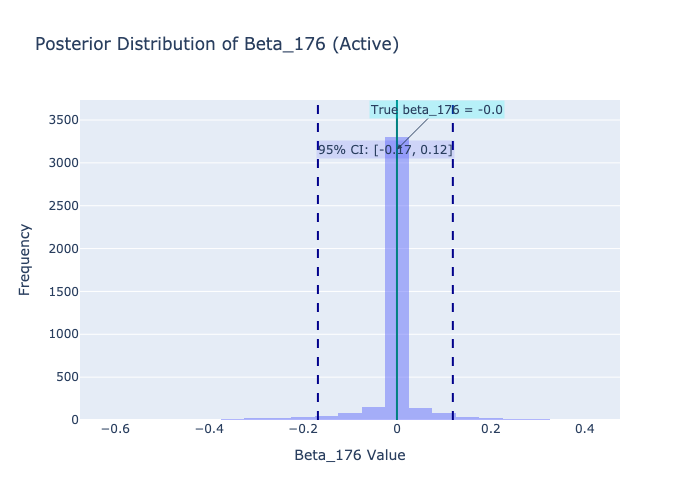 Posterior Distribution of Beta_176 (Active)
True beta_176 = -0.0
95% CI: [-0.17, 0.12]
3500
3000
2500
2000
1500
1000
500
0
Frequency
−0.6
−0.4
−0.2
0
0.2
0.4
Beta_176 Value